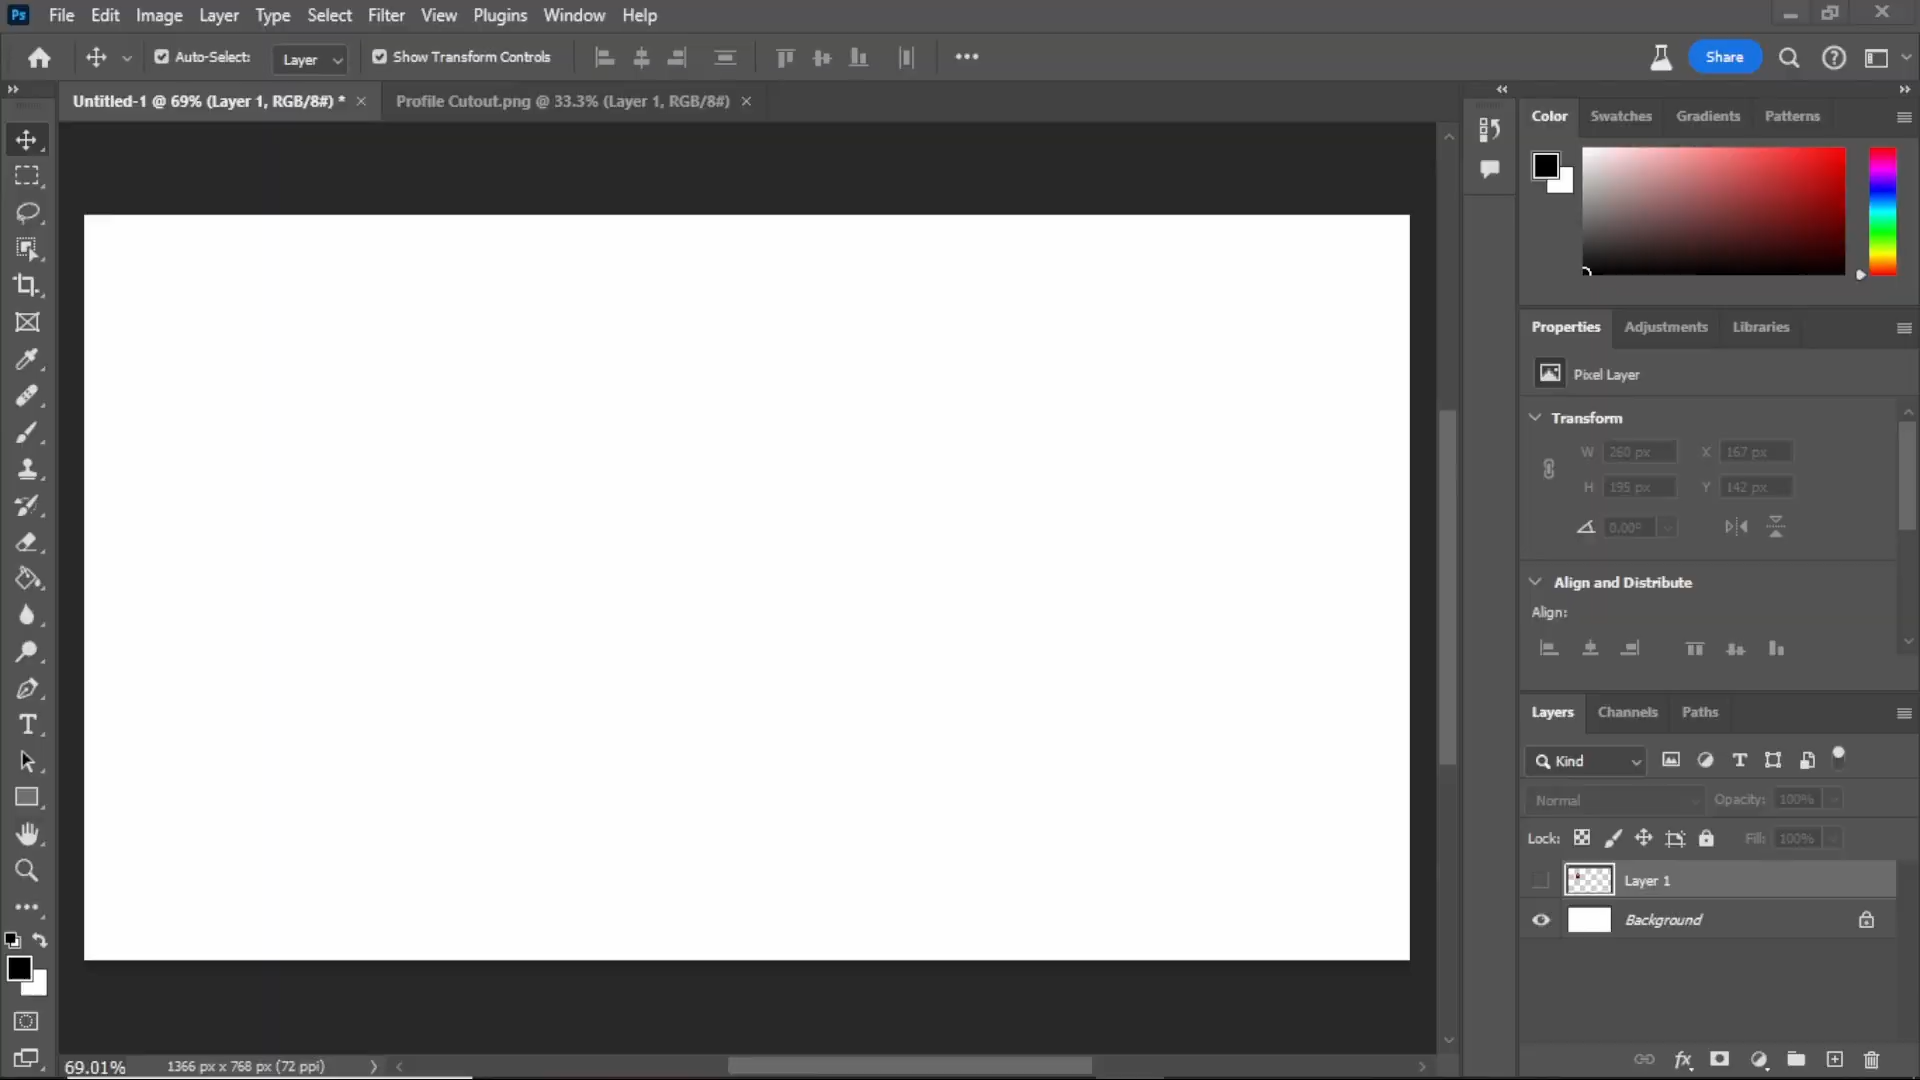 Ps File Edit Image Layer Type Select Filter View Plugins Window Help
Auto-Select: Layer Show Transform Controls Share
Untitled-1 @ 69% (Layer 1, RGB/8#) * Profile Cutout.png @ 33.3% (Layer 1, RGB/8#)
Color Swatches Gradients Patterns
Properties Adjustments Libraries
Pixel Layer
Transform
W 260 px X 167 px
H 195 px Y 142 px
0.00°
Align and Distribute
Align:
Layers Channels Paths
Kind
Normal Opacity: 100%
Lock: Fill: 100%
Layer 1
Background
69.01% 1366 px x 768 px (72 ppi)